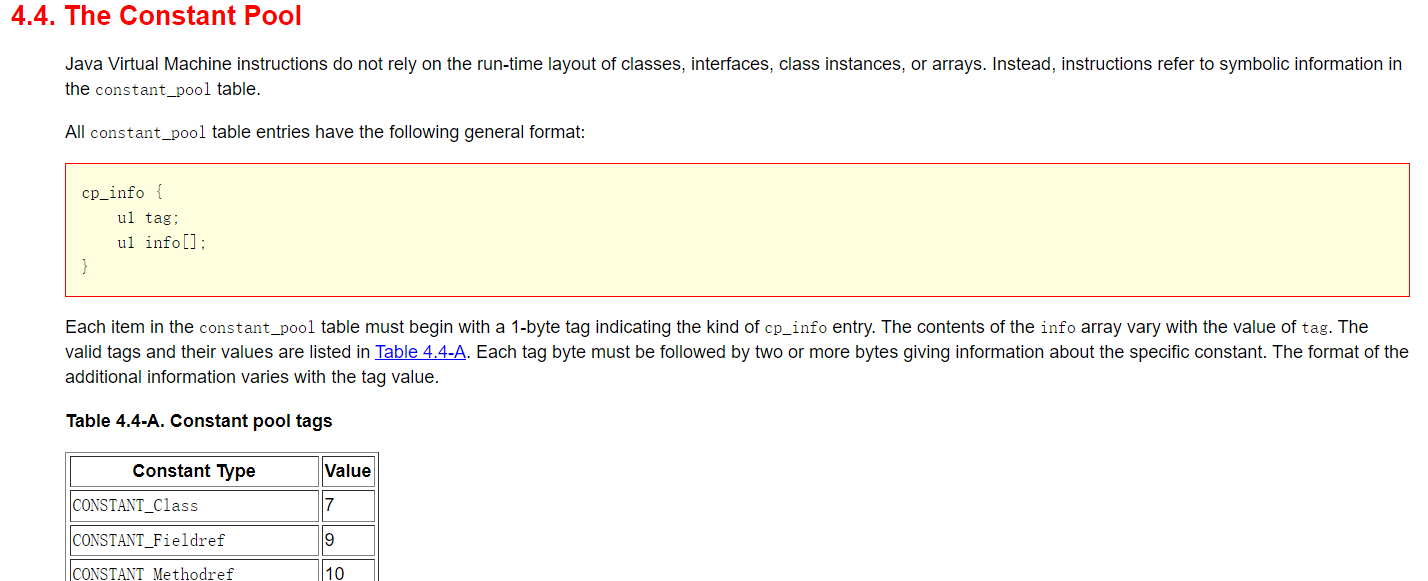 4.4. The Constant Pool
Java Virtual Machine instructions do not rely on the run-time layout of classes, interfaces, class instances, or arrays. Instead, instructions refer to symbolic information in
the constant_pool table.
All constant_pool table entries have the following general format:
cp_info {
u1 tag;
u1 info[];
}
Each item in the constant_pool table must begin with a 1-byte tag indicating the kind of cp_info entry. The contents of the info array vary with the value of tag. The
valid tags and their values are listed in Table 4.4-A. Each tag byte must be followed by two or more bytes giving information about the specific constant. The format of the
additional information varies with the tag value.
Table 4.4-A. Constant pool tags
Constant Type Value
CONSTANT_Class 7
CONSTANT_Fieldref 9
CONSTANT_Methodref 10